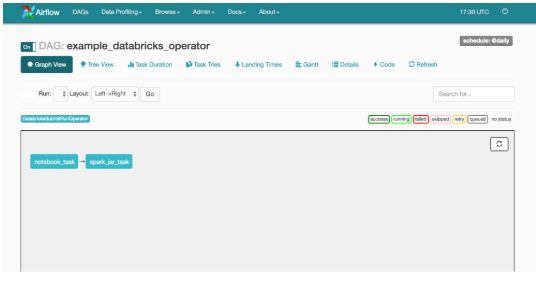 Airflow DAGs Data Profiling Browse Admin Docs About 17:30 UTC
On DAG: example_databricks_operator schedule: @daily
Graph View Tree View Task Duration Task Tries Landing Times Gantt Details Code Refresh
Run: Layout: Left->Right Go Search for...
DatabricksSubmitRunOperator success running failed skipped retry queued no status
notebook_task spark_jar_task